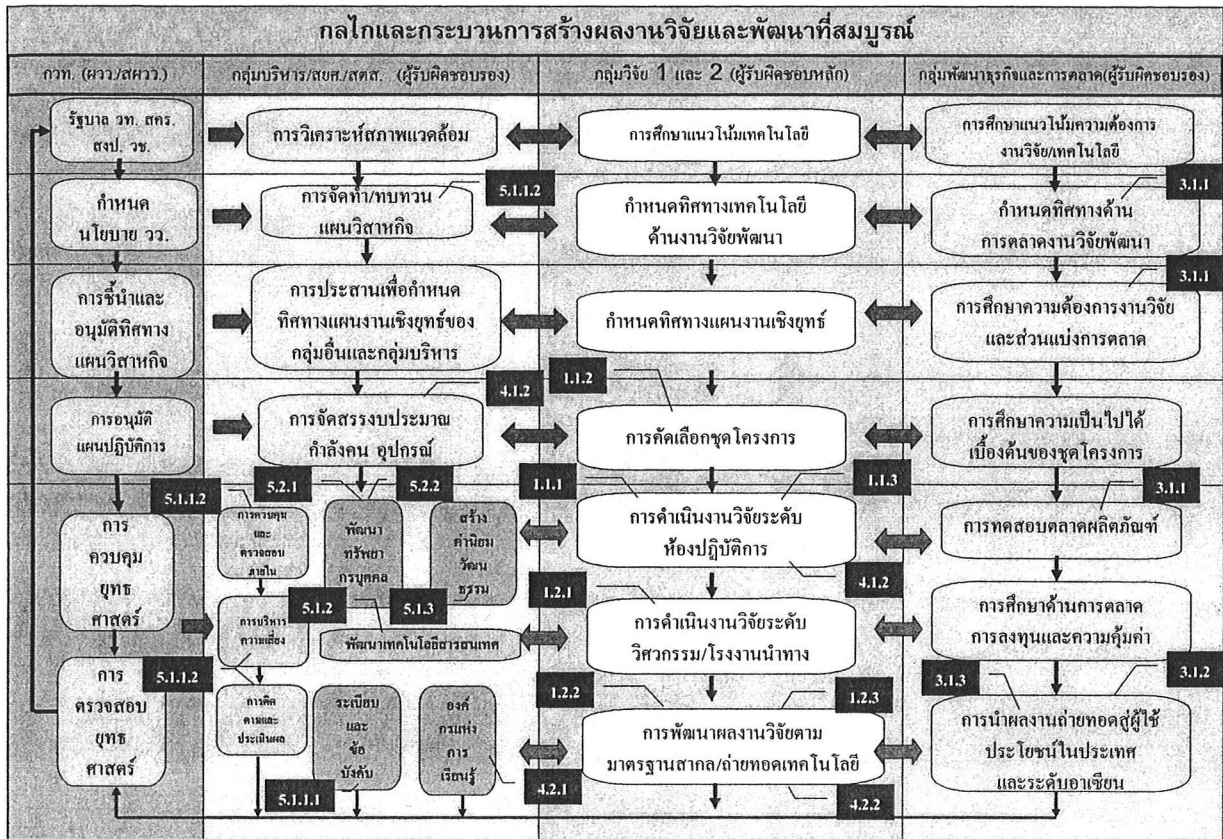 กลไกและกระบวนการสร้างผลงานวิจัยและพัฒนาที่สมบูรณ์
กวท. (ผวว./สผวว.)
กลุ่มบริหาร/สยศ./สตส. (ผู้รับผิดชอบรอง)
กลุ่มวิจัย 1 และ 2 (ผู้รับผิดชอบหลัก)
กลุ่มพัฒนาธุรกิจและการตลาด(ผู้รับผิดชอบรอง)
รัฐบาล วท. สคร.
สงป. วช.
การวิเคราะห์สภาพแวดล้อม
การศึกษาแนวโน้มเทคโนโลยี
การศึกษาแนวโน้มความต้องการ
งานวิจัย/เทคโนโลยี
กำหนด
นโยบาย วว.
5.1.1.2
การจัดทำ/ทบทวน
แผนวิสาหกิจ
กำหนดทิศทางเทคโนโลยี
ด้านงานวิจัยพัฒนา
3.1.1
กำหนดทิศทางด้าน
การตลาดงานวิจัยพัฒนา
การชี้นำและ
อนุมัติทิศทาง
แผนวิสาหกิจ
การประสานเพื่อกำหนด
ทิศทางแผนงานเชิงยุทธ์ของ
กลุ่มอื่นและกลุ่มบริหาร
กำหนดทิศทางแผนงานเชิงยุทธ์
3.1.1
การศึกษาความต้องการงานวิจัย
และส่วนแบ่งการตลาด
การอนุมัติ
แผนปฏิบัติการ
4.1.2
การจัดสรรงบประมาณ
กำลังคน อุปกรณ์
1.1.2
การคัดเลือกชุดโครงการ
การศึกษาความเป็นไปได้
เบื้องต้นของชุดโครงการ
การ
ควบคุม
ยุทธ
ศาสตร์
5.1.1.2
5.2.1
5.2.2
การควบคุม
และ
ตรวจสอบ
ภายใน
พัฒนา
ทรัพยา
กรบุคคล
สร้าง
ค่านิยม
วัฒน
ธรรม
1.1.1
1.1.3
การดำเนินงานวิจัยระดับ
ห้องปฏิบัติการ
4.1.2
3.1.1
การทดสอบตลาดผลิตภัณฑ์
5.1.2
5.1.3
การบริหาร
ความเสี่ยง
พัฒนาเทคโนโลยีสารสนเทศ
1.2.1
การดำเนินงานวิจัยระดับ
วิศวกรรม/โรงงานนำทาง
การศึกษาด้านการตลาด
การลงทุนและความคุ้มค่า
การ
ตรวจสอบ
ยุทธ
ศาสตร์
5.1.1.2
การติด
ตามและ
ประเมินผล
ระเบียบ
และ
ข้อ
บังคับ
องค์
กรแห่ง
การ
เรียนรู้
5.1.1.1
4.2.1
1.2.2
1.2.3
การพัฒนาผลงานวิจัยตาม
มาตรฐานสากล/ถ่ายทอดเทคโนโลยี
4.2.2
3.1.3
3.1.2
การนำผลงานถ่ายทอดสู่ผู้ใช้
ประโยชน์ในประเทศ
และระดับอาเซียน